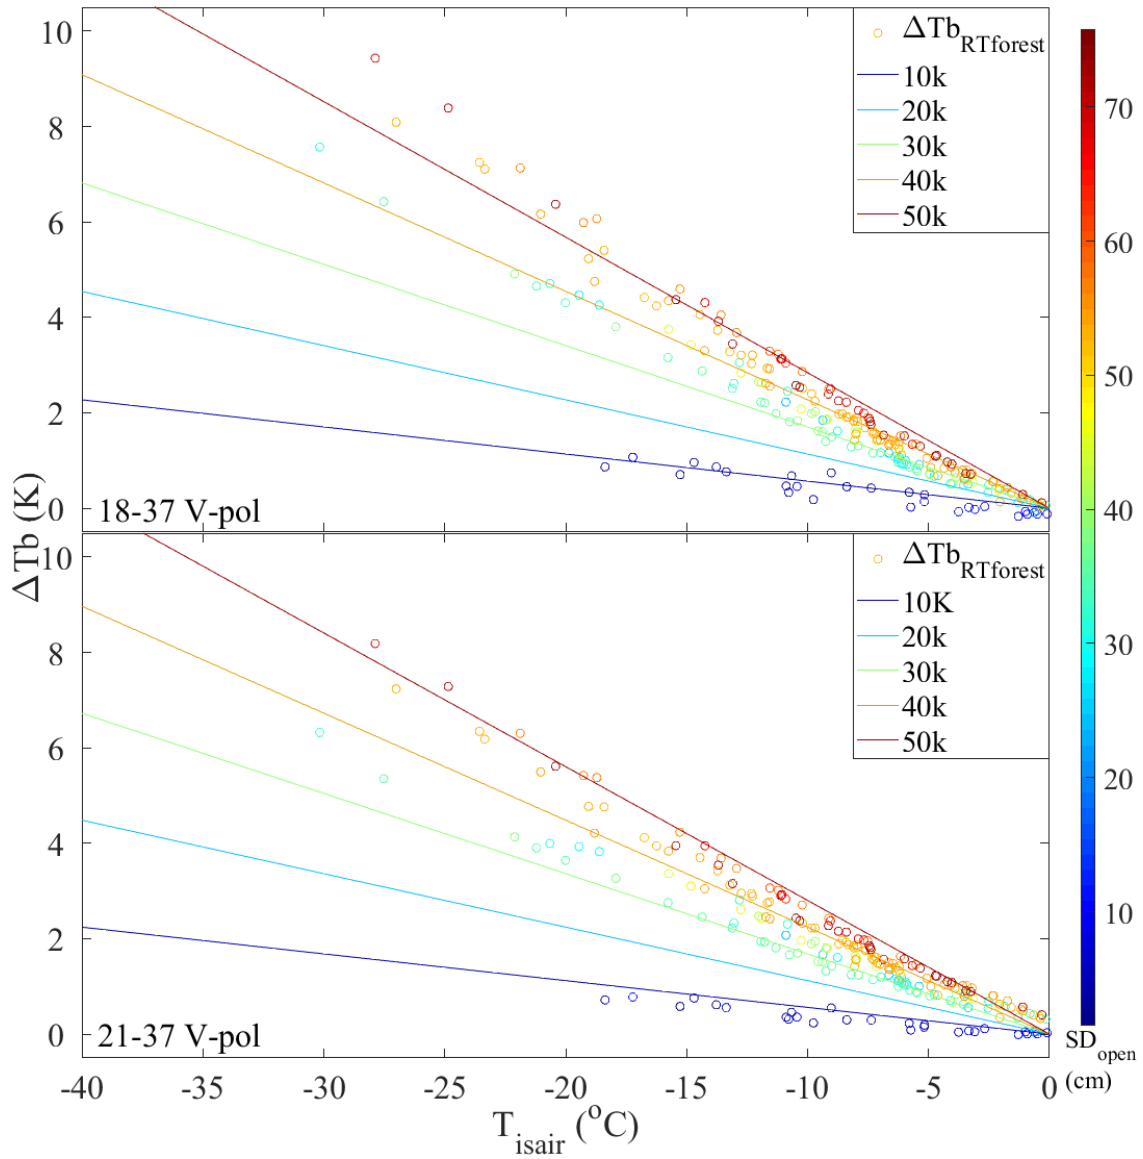 ΔTb (K)
10
8
6
4
2
0
18-37 V-pol
ΔTb_RTforest
10k
20k
30k
40k
50k
10
8
6
4
2
0
21-37 V-pol
ΔTb_RTforest
10K
20k
30k
40k
50k
-40 -35 -30 -25 -20 -15 -10 -5 0
T_isair (°C)
70
60
50
40
30
20
10
SD_open
(cm)